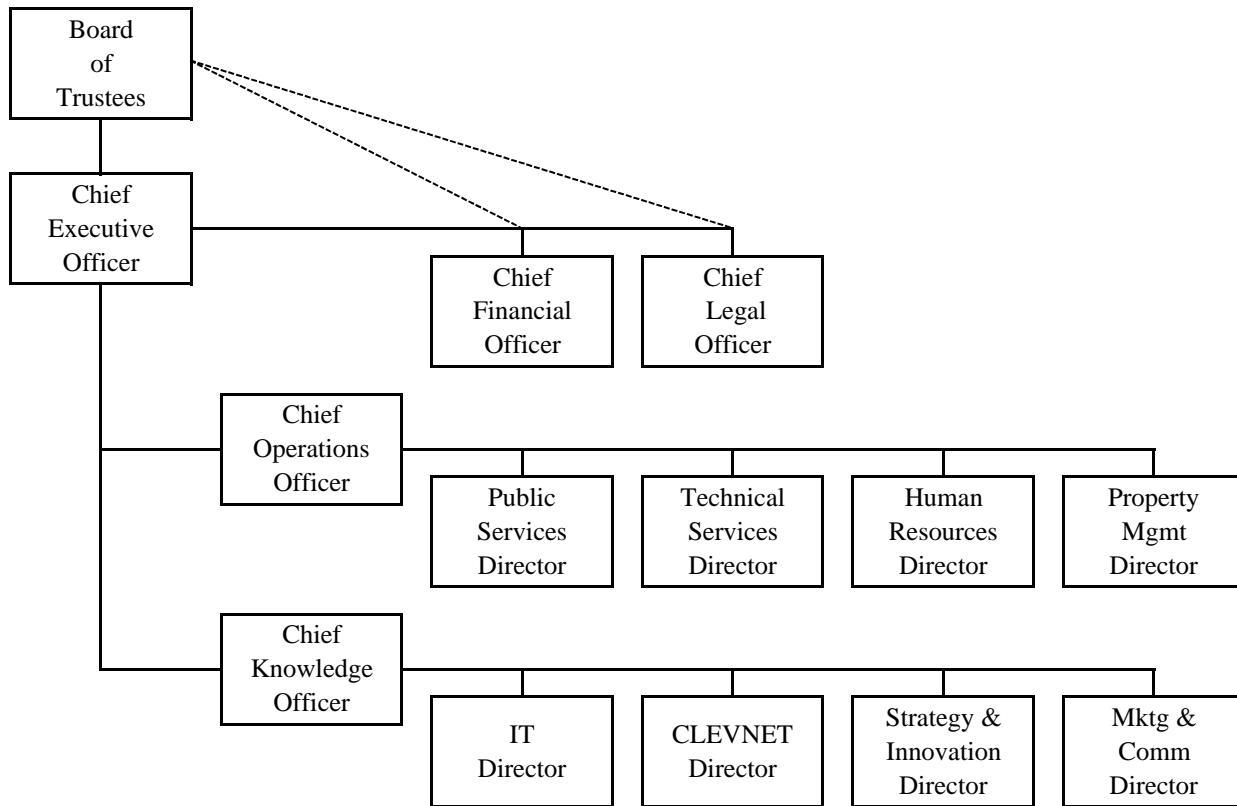 Board
of
Trustees
Chief
Executive
Officer
Chief
Financial
Officer
Chief
Legal
Officer
Chief
Operations
Officer
Public
Services
Director
Technical
Services
Director
Human
Resources
Director
Property
Mgmt
Director
Chief
Knowledge
Officer
IT
Director
CLEVNET
Director
Strategy &
Innovation
Director
Mktg &
Comm
Director